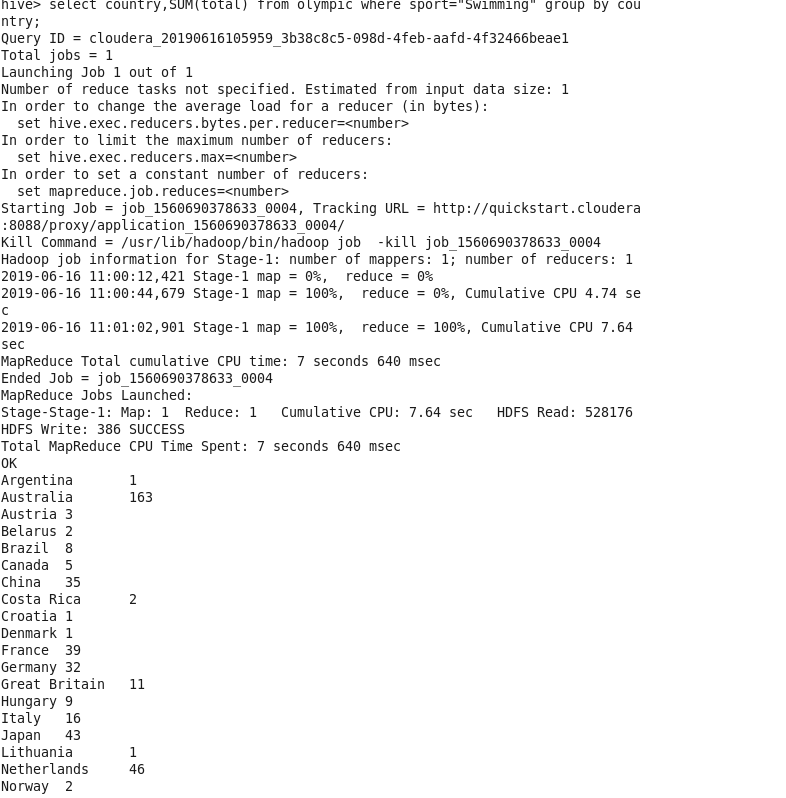 hive> select country,SUM(total) from olympic where sport="Swimming" group by cou
ntry;
Query ID = cloudera_20190616105959_3b38c8c5-098d-4feb-aafd-4f32466beae1
Total jobs = 1
Launching Job 1 out of 1
Number of reduce tasks not specified. Estimated from input data size: 1
In order to change the average load for a reducer (in bytes):
  set hive.exec.reducers.bytes.per.reducer=<number>
In order to limit the maximum number of reducers:
  set hive.exec.reducers.max=<number>
In order to set a constant number of reducers:
  set mapreduce.job.reduces=<number>
Starting Job = job_1560690378633_0004, Tracking URL = http://quickstart.cloudera
:8088/proxy/application_1560690378633_0004/
Kill Command = /usr/lib/hadoop/bin/hadoop job  -kill job_1560690378633_0004
Hadoop job information for Stage-1: number of mappers: 1; number of reducers: 1
2019-06-16 11:00:12,421 Stage-1 map = 0%,  reduce = 0%
2019-06-16 11:00:44,679 Stage-1 map = 100%,  reduce = 0%, Cumulative CPU 4.74 se
c
2019-06-16 11:01:02,901 Stage-1 map = 100%,  reduce = 100%, Cumulative CPU 7.64
sec
MapReduce Total cumulative CPU time: 7 seconds 640 msec
Ended Job = job_1560690378633_0004
MapReduce Jobs Launched:
Stage-Stage-1: Map: 1  Reduce: 1   Cumulative CPU: 7.64 sec   HDFS Read: 528176
HDFS Write: 386 SUCCESS
Total MapReduce CPU Time Spent: 7 seconds 640 msec
OK
Argentina       1
Australia       163
Austria 3
Belarus 2
Brazil  8
Canada  5
China   35
Costa Rica      2
Croatia 1
Denmark 1
France  39
Germany 32
Great Britain   11
Hungary 9
Italy   16
Japan   43
Lithuania       1
Netherlands     46
Norway  2